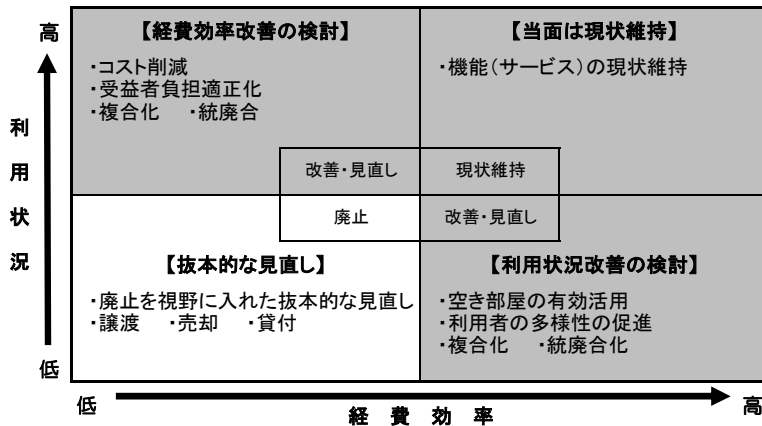 高
利用状況
低
【経費効率改善の検討】
・コスト削減
・受益者負担適正化
・複合化　・統廃合
【当面は現状維持】
・機能(サービス)の現状維持
改善・見直し
現状維持
廃止
改善・見直し
【抜本的な見直し】
・廃止を視野に入れた抜本的な見直し
・譲渡　・売却　・貸付
【利用状況改善の検討】
・空き部屋の有効活用
・利用者の多様性の促進
・複合化　・統廃合化
低
経費効率
高